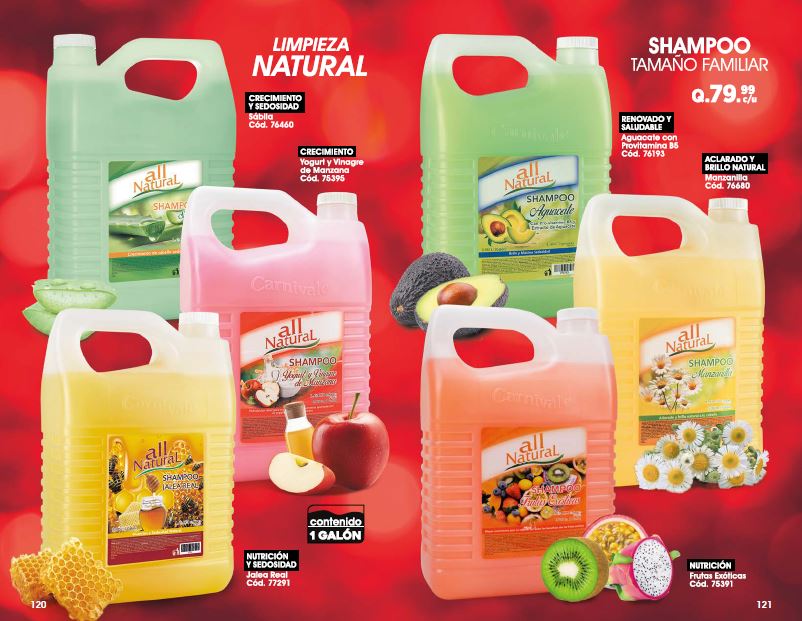 LIMPIEZA
NATURAL
CRECIMIENTO
Y SEDOSIDAD
Sábila
Cód. 76460
CRECIMIENTO
Yogurt y Vinagre
de Manzana
Cód. 75395
all
Natural
SHAMPOO
Carnivale
all
Natural
SHAMPOO
Yogurt y Vinagre
de Manzana
all
Natural
SHAMPOO
JALEA REAL
contenido
1 GALÓN
NUTRICIÓN
Y SEDOSIDAD
Jalea Real
Cód. 77291
120
SHAMPOO
TAMAÑO FAMILIAR
Q.79.99
c/u
RENOVADO Y
SALUDABLE
Aguacate con
Provitamina B5
Cód. 76193
ACLARADO Y
BRILLO NATURAL
Manzanilla
Cód. 76680
Carnivale
all
Natural
SHAMPOO
Aguacate
all
Natural
SHAMPOO
Manzanilla
Carnivale
all
Natural
SHAMPOO
Frutas Exóticas
NUTRICIÓN
Frutas Exóticas
Cód. 75391
121